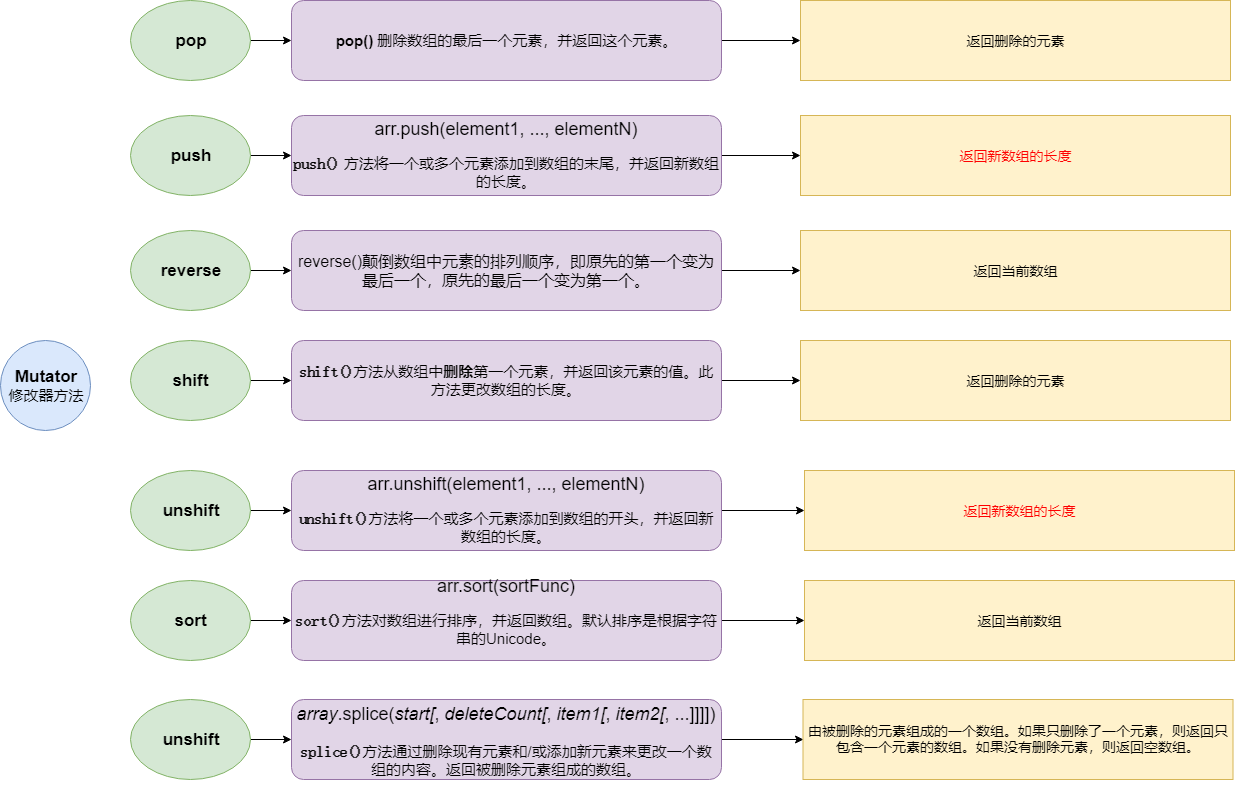 pop
pop() 删除数组的最后一个元素，并返回这个元素。
返回删除的元素
push
arr.push(element1, ..., elementN)
push() 方法将一个或多个元素添加到数组的末尾，并返回新数组
的长度。
返回新数组的长度
reverse
reverse()颠倒数组中元素的排列顺序，即原先的第一个变为
最后一个，原先的最后一个变为第一个。
返回当前数组
Mutator
修改器方法
shift
shift()方法从数组中删除第一个元素，并返回该元素的值。此
方法更改数组的长度。
返回删除的元素
unshift
arr.unshift(element1, ..., elementN)
unshift()方法将一个或多个元素添加到数组的开头，并返回新
数组的长度。
返回新数组的长度
sort
arr.sort(sortFunc)
sort()方法对数组进行排序，并返回数组。默认排序是根据字符
串的Unicode。
返回当前数组
unshift
array.splice(start[, deleteCount[, item1[, item2[, ...]]]])
splice()方法通过删除现有元素和/或添加新元素来更改一个数
组的内容。返回被删除元素组成的数组。
由被删除的元素组成的一个数组。如果只删除了一个元素，则返回只
包含一个元素的数组。如果没有删除元素，则返回空数组。